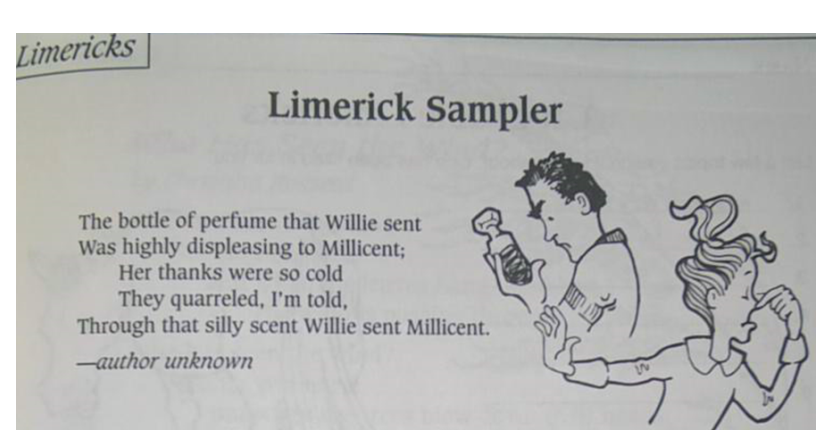 Limericks
Limerick Sampler
The bottle of perfume that Willie sent
Was highly displeasing to Millicent;
Her thanks were so cold
They quarreled, I'm told,
Through that silly scent Willie sent Millicent.
—author unknown